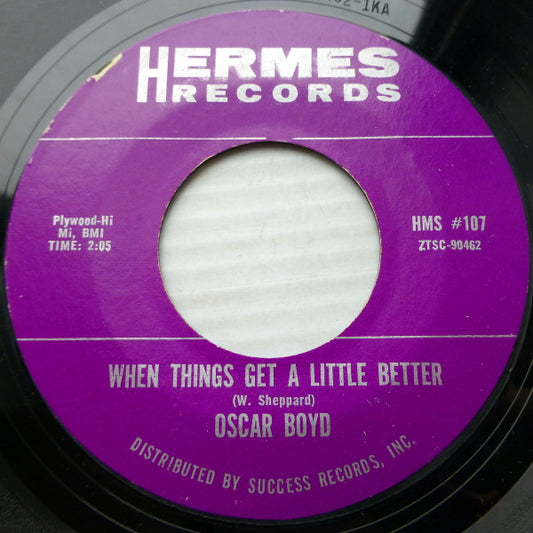 HERMES
RECORDS
Plywood-Hi
Mi, BMI
TIME: 2:05
HMS #107
ZTSC-90462
WHEN THINGS GET A LITTLE BETTER
(W. Sheppard)
OSCAR BOYD
DISTRIBUTED BY SUCCESS RECORDS, INC.